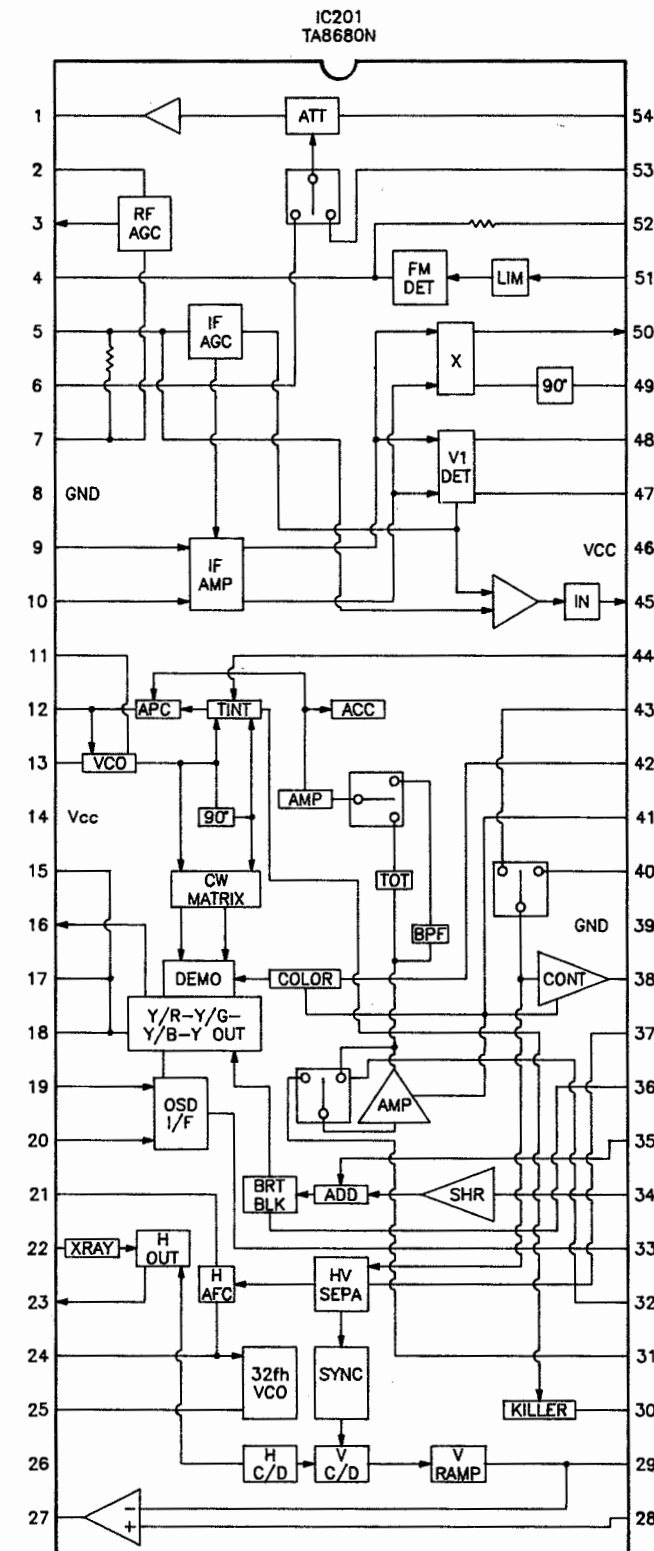 IC201
TA8680N
1
ATT
54
2
53
3
RF
AGC
52
4
FM
DET
LIM
51
5
IF
AGC
50
X
6
90°
49
7
V1
DET
48
8
GND
47
9
IF
AMP
VCC
46
10
IN
45
11
44
12
APC
TINT
ACC
43
13
VCO
42
AMP
14
Vcc
90°
41
15
CW
MATRIX
TOT
40
16
BPF
GND
39
17
DEMO
COLOR
CONT
38
18
Y/R-Y/G-
Y/B-Y OUT
37
19
OSD
I/F
AMP
36
20
35
21
BRT
BLK
ADD
SHR
34
22
XRAY
H
OUT
33
23
H
AFC
HV
SEPA
32
24
32fh
VCO
SYNC
31
25
KILLER
30
26
H
C/D
V
C/D
V
RAMP
29
27
-
+
28